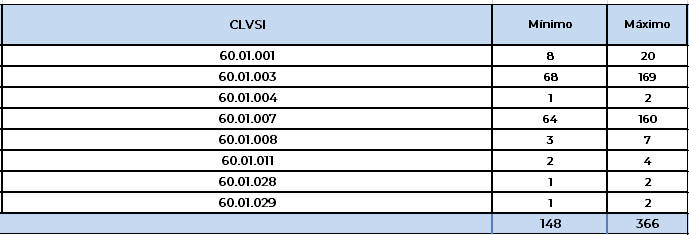 CLVSI Mínimo Máximo
60.01.001 8 20
60.01.003 68 169
60.01.004 1 2
60.01.007 64 160
60.01.008 3 7
60.01.011 2 4
60.01.028 1 2
60.01.029 1 2
148 366